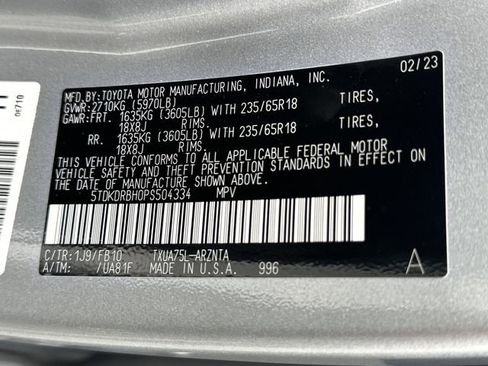 MFD.BY:TOYOTA MOTOR MANUFACTURING, INDIANA, INC. 02/23
GVWR:2710KG (5970LB)
GAWR:FRT. 1635KG (3605LB) WITH 235/65R18 TIRES,
18X8J RIMS.
RR. 1635KG (3605LB) WITH 235/65R18 TIRES,
18X8J RIMS.
THIS VEHICLE CONFORMS TO ALL APPLICABLE FEDERAL MOTOR
VEHICLE SAFETY AND THEFT PREVENTION STANDARDS IN EFFECT ON
THE DATE OF MANUFACTURE SHOWN ABOVE.
5TDKDRBH0PS504334 MPV
C/TR:1J9/FB10 TXUA75L-ARZNTA
A/TM: /UA81F MADE IN U.S.A. 996 A